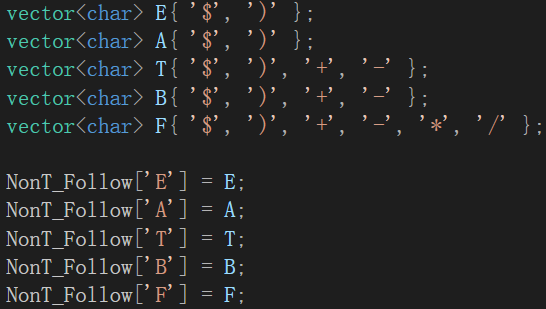 vector<char> E{ '$', ')' };
vector<char> A{ '$', ')' };
vector<char> T{ '$', ')', '+', '-' };
vector<char> B{ '$', ')', '+', '-' };
vector<char> F{ '$', ')', '+', '-', '*', '/' };
NonT_Follow['E'] = E;
NonT_Follow['A'] = A;
NonT_Follow['T'] = T;
NonT_Follow['B'] = B;
NonT_Follow['F'] = F;